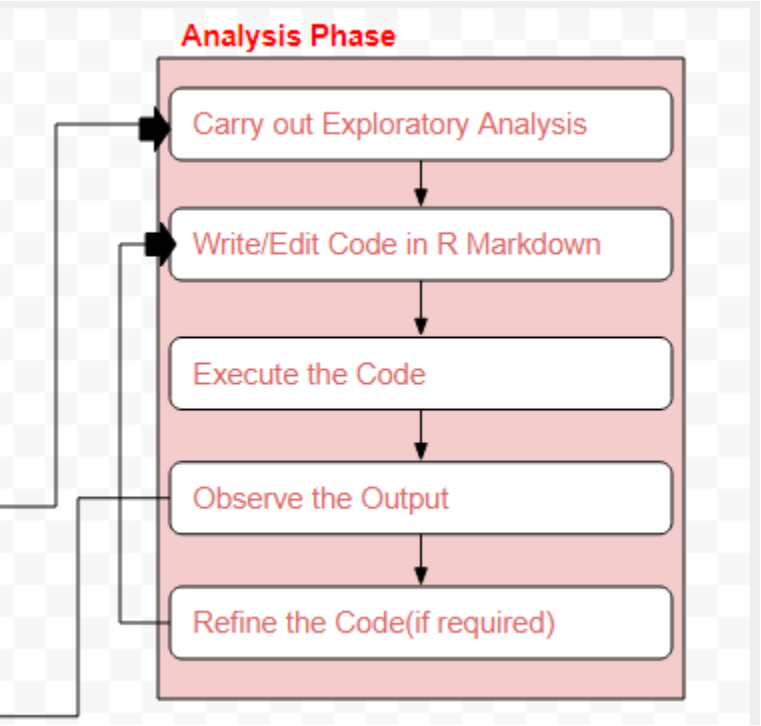 Analysis Phase
Carry out Exploratory Analysis
Write/Edit Code in R Markdown
Execute the Code
Observe the Output
Refine the Code(if required)